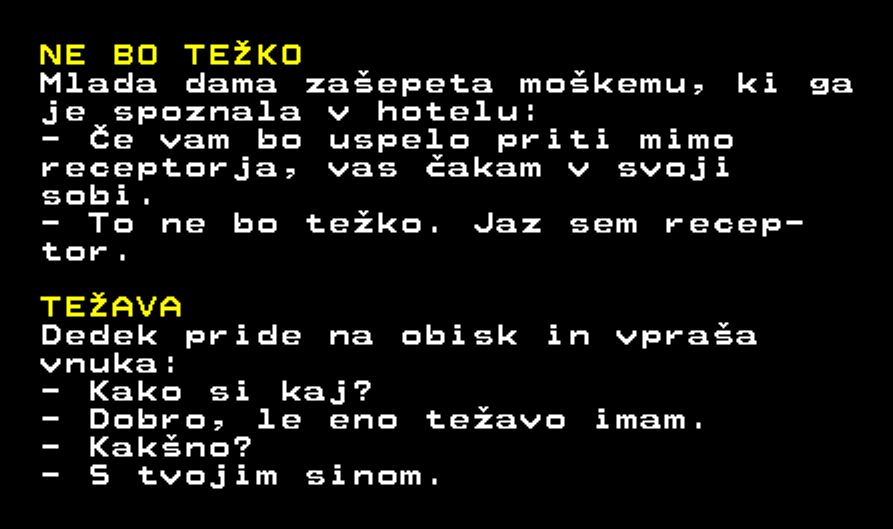 NE BO TEŽKO
Mlada dama zašepeta moškemu, ki ga
je spoznala v hotelu:
- Če vam bo uspelo priti mimo
receptorja, vas čakam v svoji
sobi.
- To ne bo težko. Jaz sem recep-
tor.
TEŽAVA
Dedek pride na obisk in vpraša
vnuka:
- Kako si kaj?
- Dobro, le eno težavo imam.
- Kakšno?
- S tvojim sinom.